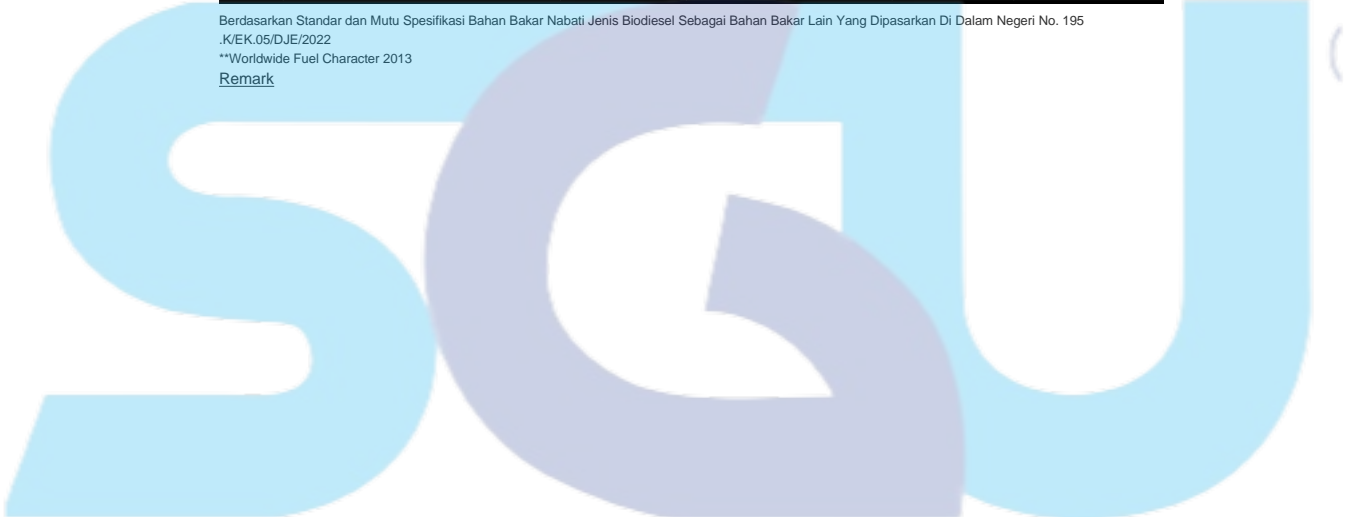 Berdasarkan Standar dan Mutu Spesifikasi Bahan Bakar Nabati Jenis Biodiesel Sebagai Bahan Bakar Lain Yang Dipasarkan Di Dalam Negeri No. 195
.K/EK.05/DJE/2022
**Worldwide Fuel Character 2013
Remark
SGU